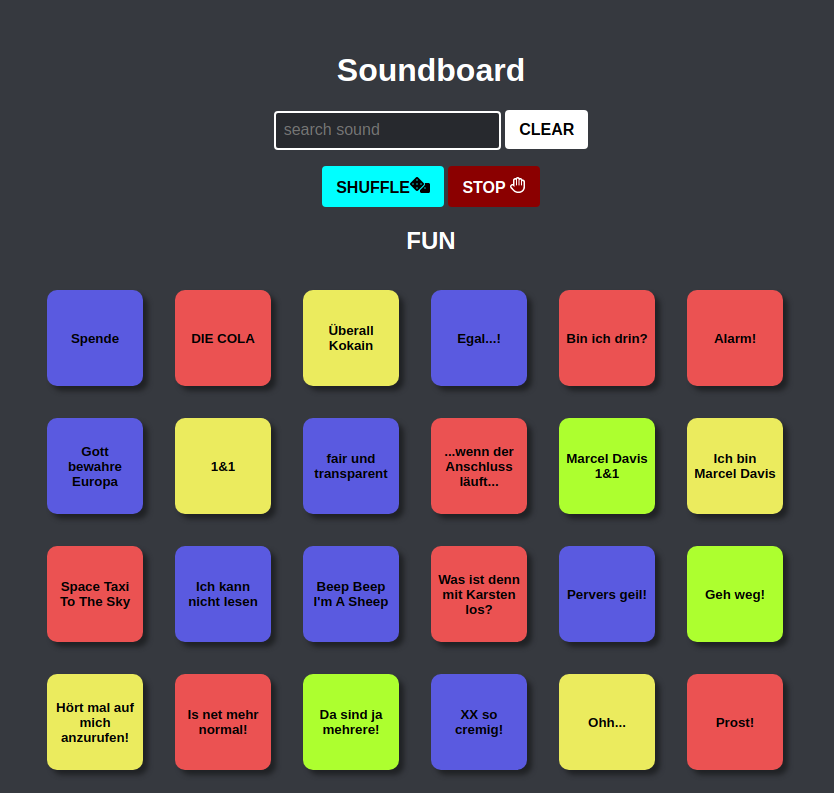 Soundboard
search sound
CLEAR
SHUFFLE
STOP
FUN
Spende
DIE COLA
Überall
Kokain
Egal...!
Bin ich drin?
Alarm!
Gott
bewahre
Europa
1&1
fair und
transparent
...wenn der
Anschluss
läuft...
Marcel Davis
1&1
Ich bin
Marcel Davis
Space Taxi
To The Sky
Ich kann
nicht lesen
Beep Beep
I'm A Sheep
Was ist denn
mit Karsten
los?
Pervers geil!
Geh weg!
Hört mal auf
mich
anzurufen!
Is net mehr
normal!
Da sind ja
mehrere!
XX so
cremig!
Ohh...
Prost!